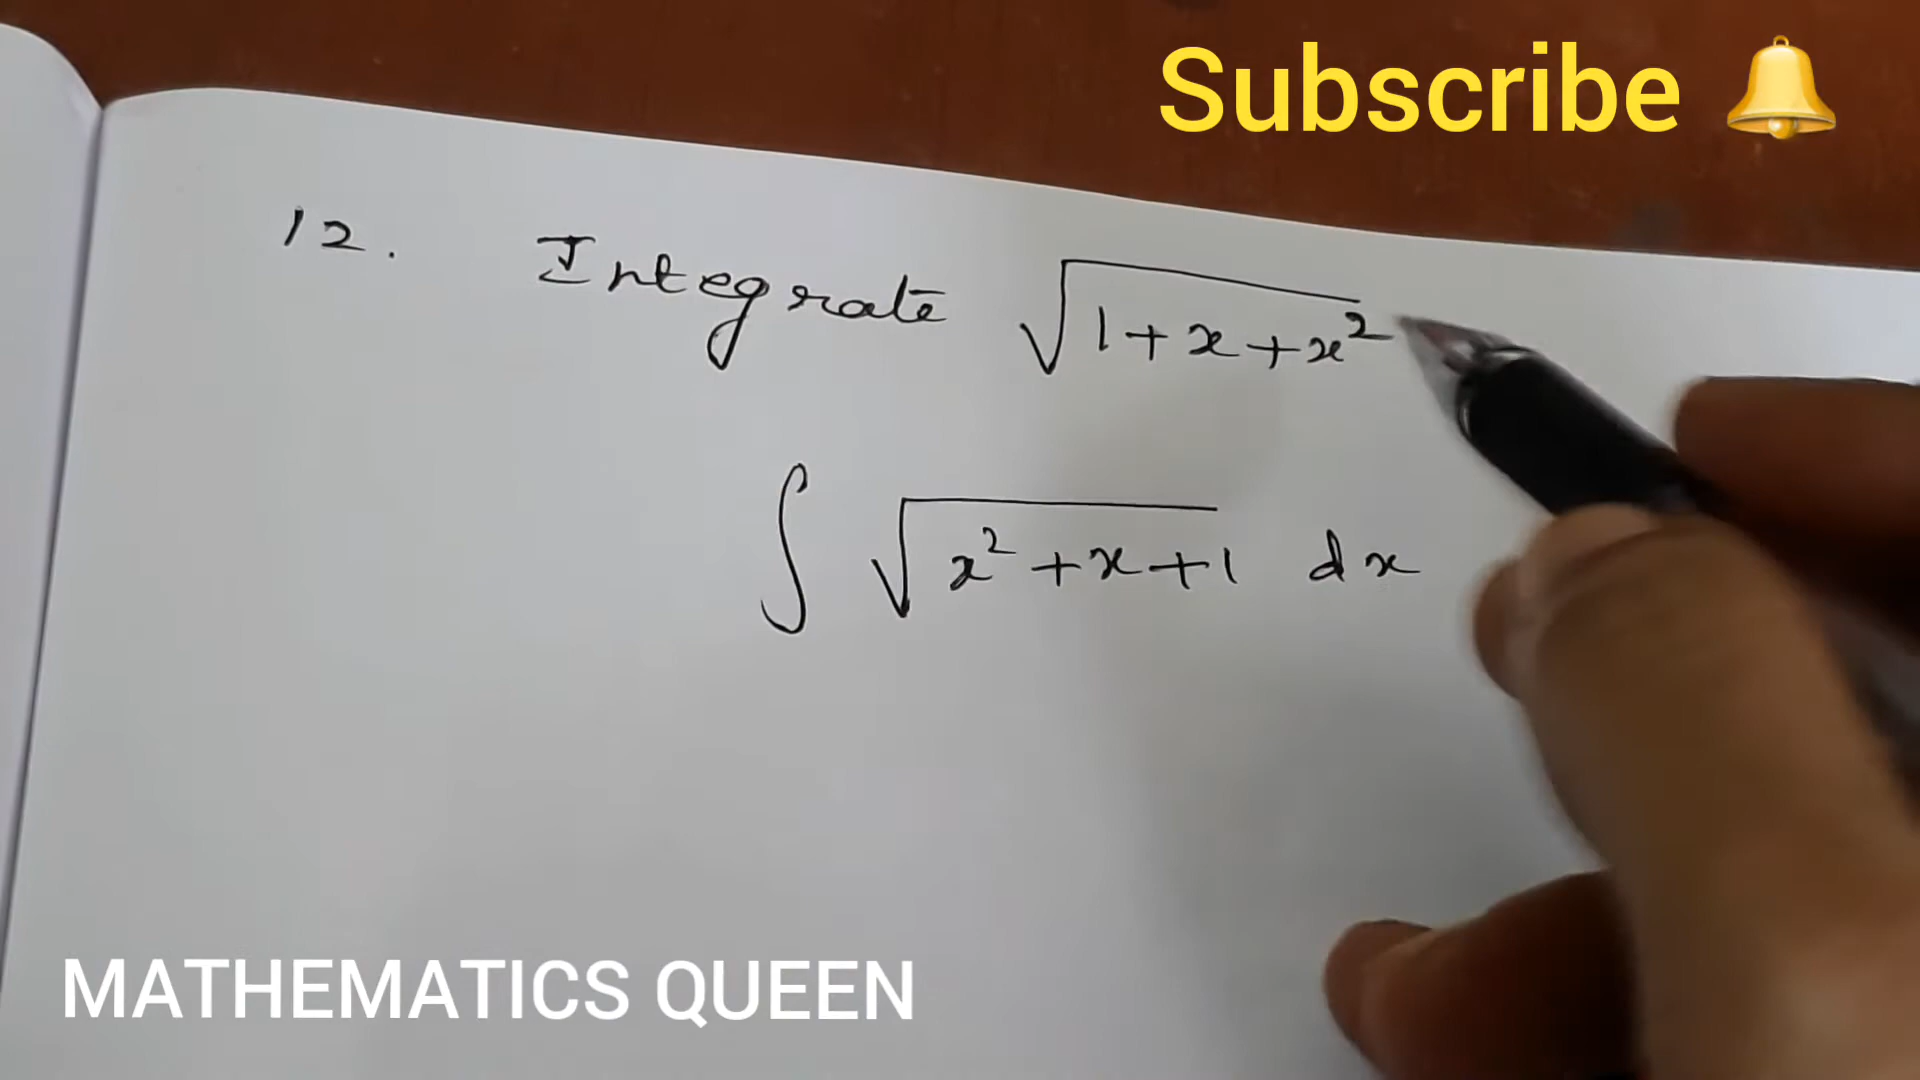 Subscribe 🔔
12. Integrate √1+x+x²
∫ √x²+x+1 dx
MATHEMATICS QUEEN